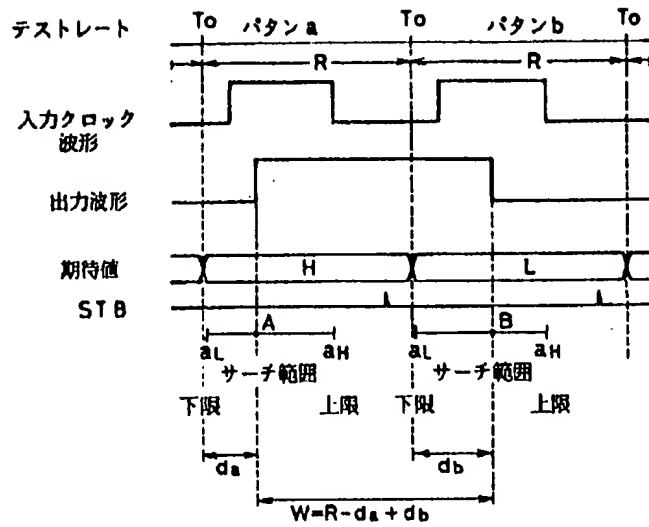 To パタンa To パタンb To
テストレート
R R
入力クロック
波形
出力波形
期待値 H L
STB
A B
aL aH aL aH
サーチ範囲 サーチ範囲
下限 上限 下限 上限
da db
W=R-da+db